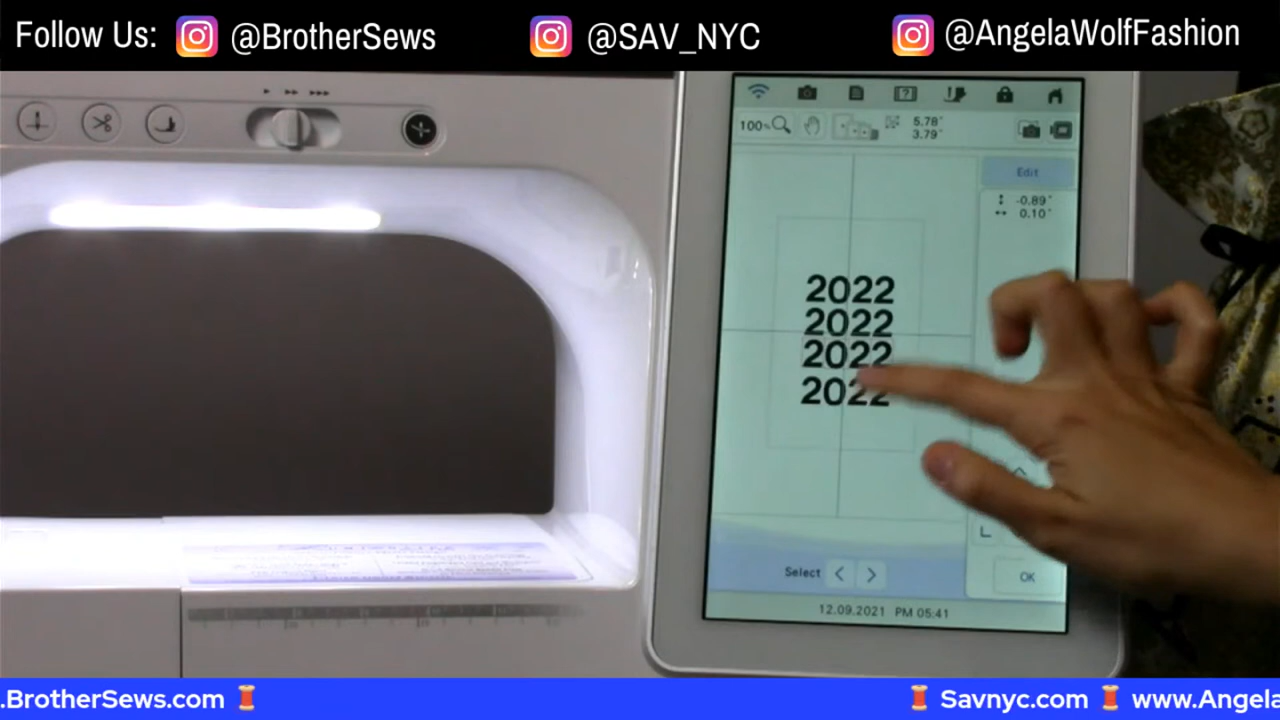 Follow Us: @BrotherSews @SAV_NYC @AngelaWolfFashion
100%
5.78"
3.79"
Edit
-0.89"
0.10"
2022
2022
2022
2022
Select < >
OK
12.09.2021 PM 05:41
.BrotherSews.com Savnyc.com www.Angela